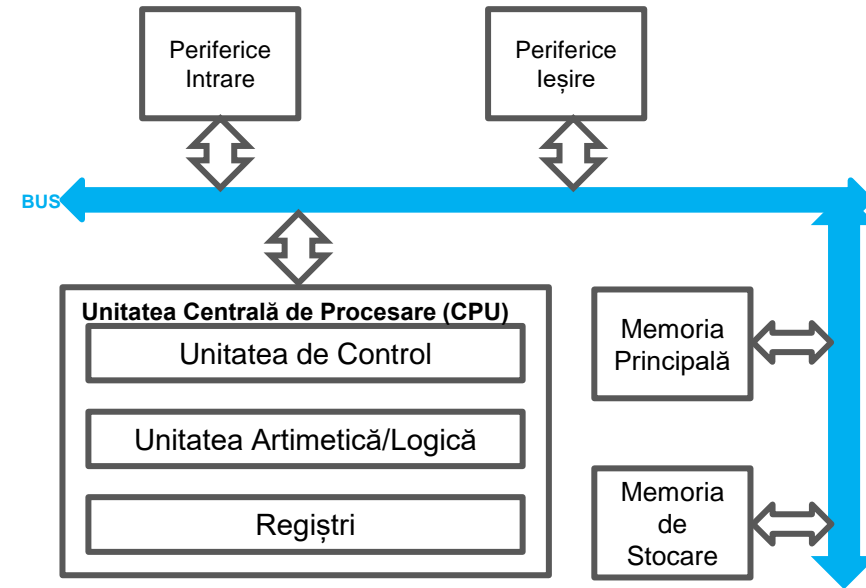 Periferice
Intrare
Periferice
Ieșire
BUS
Unitatea Centrală de Procesare (CPU)
Unitatea de Control
Unitatea Artimetică/Logică
Regiștri
Memoria
Principală
Memoria
de
Stocare